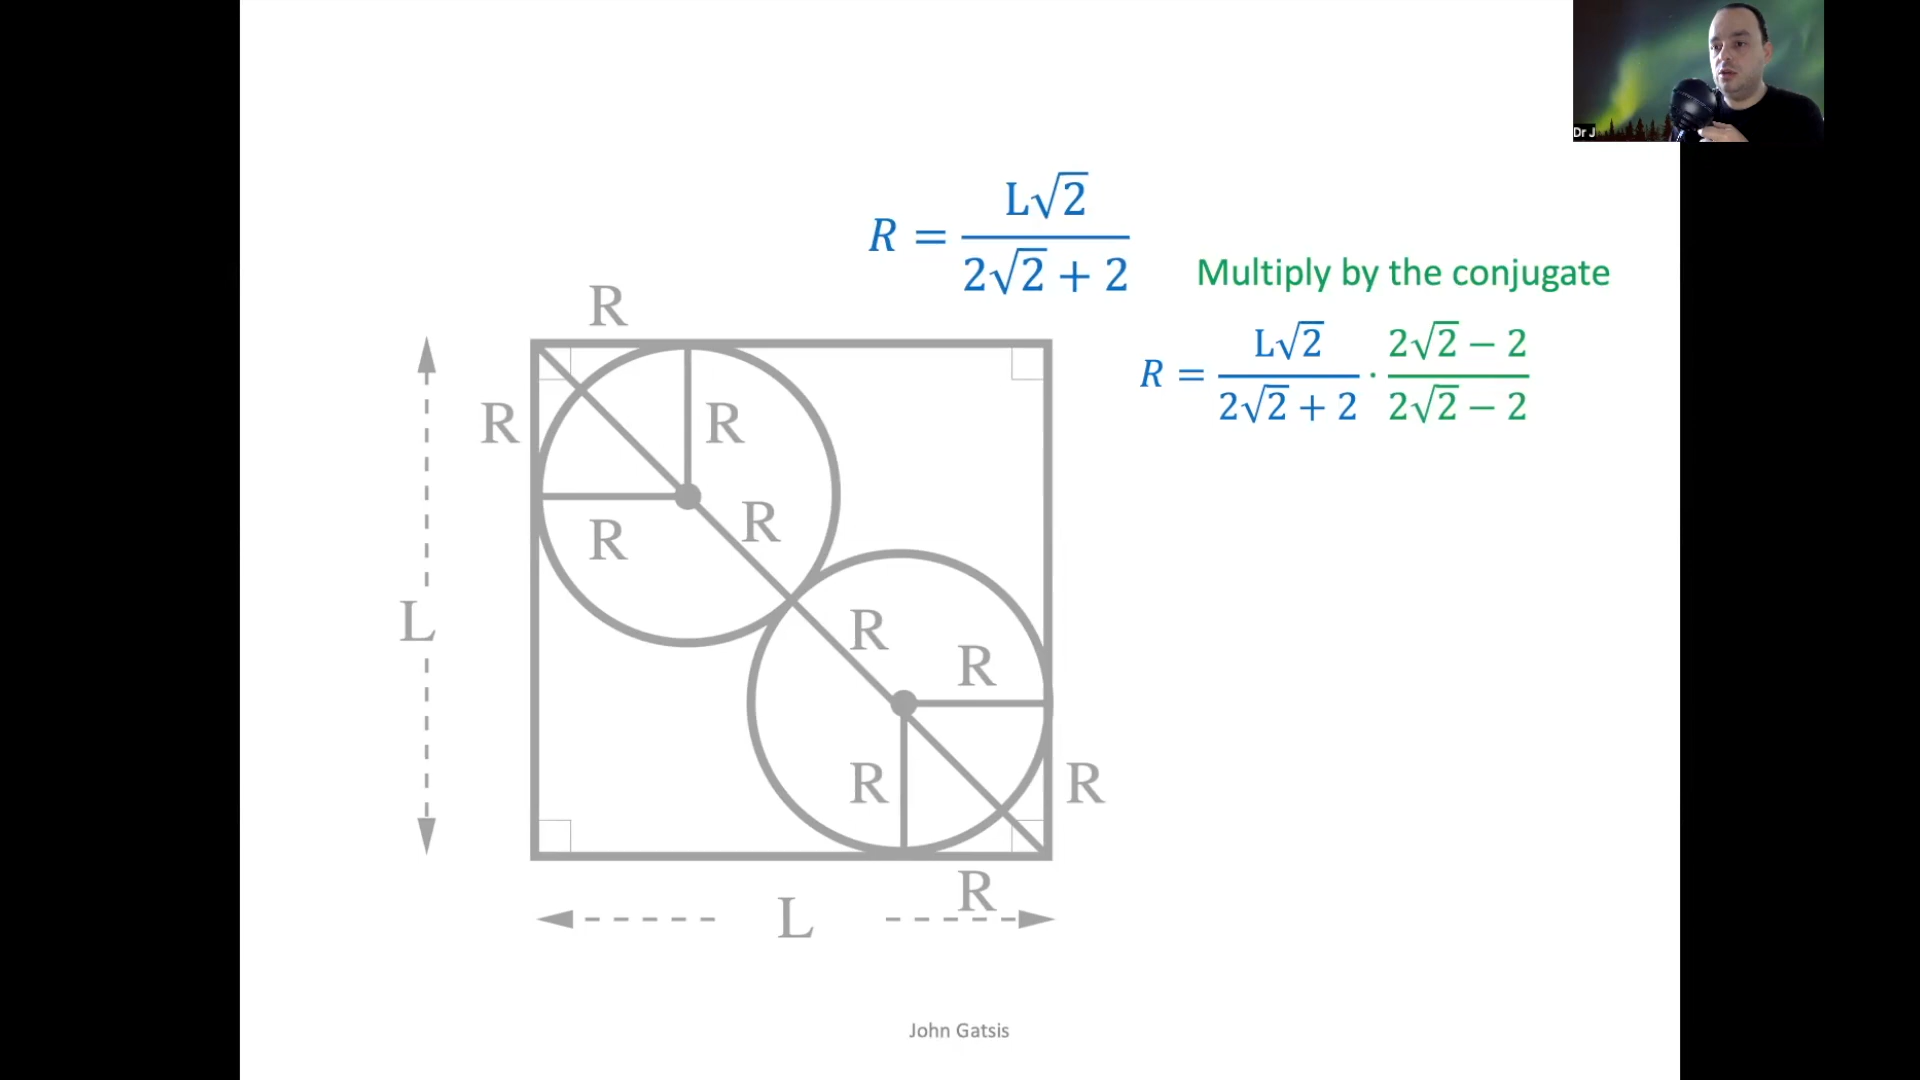 R = L√2 / (2√2 + 2)
Multiply by the conjugate
R = L√2 / (2√2 + 2) · (2√2 − 2) / (2√2 − 2)
R
R
R
R
R
L
R
R
R
R
R
L
John Gatsis
Dr J